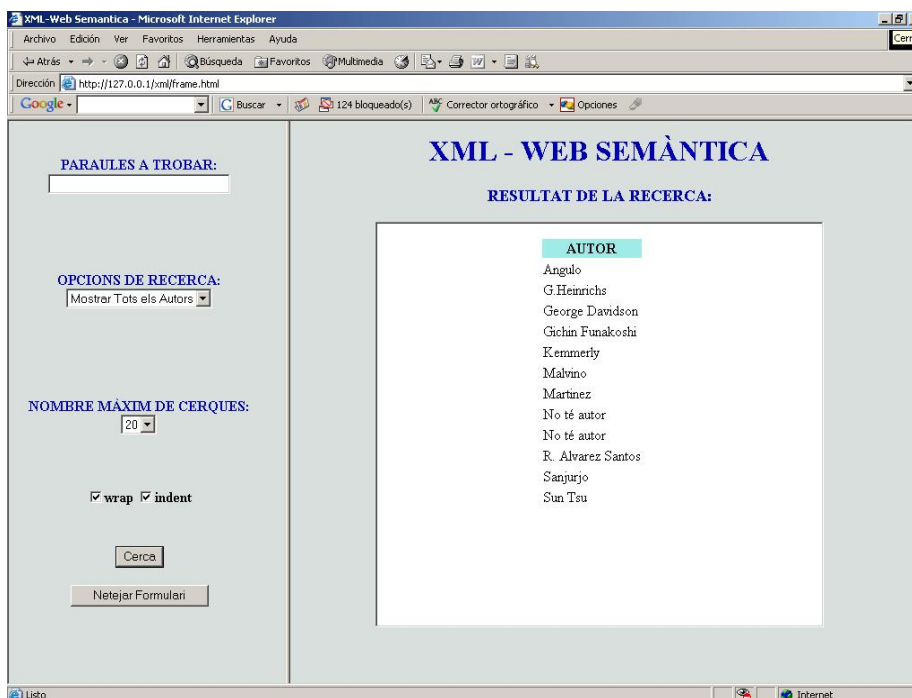 XML-Web Semantica - Microsoft Internet Explorer
Archivo Edición Ver Favoritos Herramientas Ayuda
Cerr
Atrás Búsqueda Favoritos Multimedia
Dirección http://127.0.0.1/xml/frame.html
Google Buscar 124 bloqueado(s) ABC Corrector ortográfico Opciones
PARAULES A TROBAR:
OPCIONS DE RECERCA:
Mostrar Tots els Autors
NOMBRE MÀXIM DE CERQUES:
20
wrap indent
Cerca
Netejar Formulari
XML - WEB SEMÀNTICA
RESULTAT DE LA RECERCA:
AUTOR
Angulo
G.Heinrichs
George Davidson
Gichin Funakoshi
Kemmerly
Malvino
Martinez
No té autor
No té autor
R. Alvarez Santos
Sanjurjo
Sun Tsu
Listo Internet